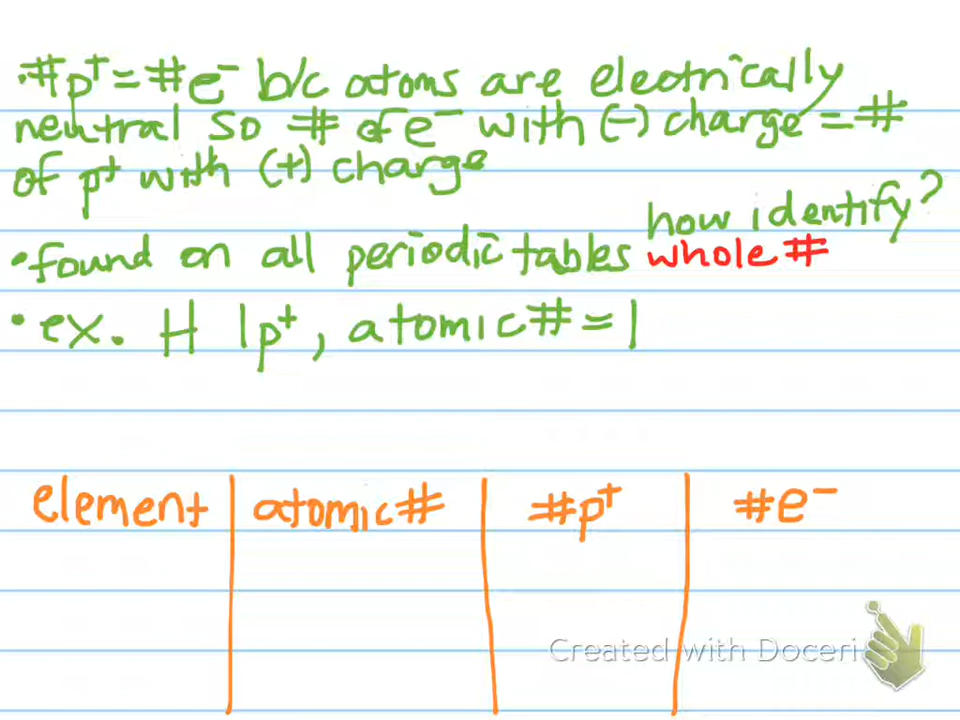 •#p⁺=#e⁻ b/c atoms are electrically
neutral so # of e⁻ with (-) charge = #
of p⁺ with (+) charge
how identify?
•found on all periodic tables whole #
•ex. H 1p⁺, atomic# = 1
element atomic# #p⁺ #e⁻
Created with Doceri